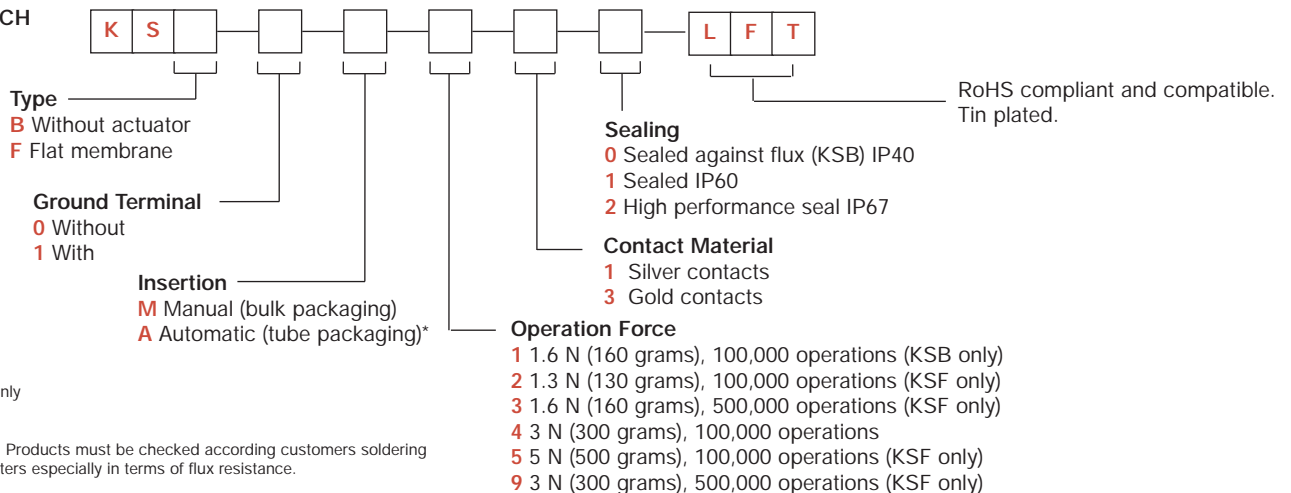 CH
K S L F T
Type
B Without actuator
F Flat membrane
RoHS compliant and compatible.
Tin plated.
Sealing
0 Sealed against flux (KSB) IP40
1 Sealed IP60
2 High performance seal IP67
Ground Terminal
0 Without
1 With
Contact Material
1 Silver contacts
3 Gold contacts
Insertion
M Manual (bulk packaging)
A Automatic (tube packaging)*
Operation Force
1 1.6 N (160 grams), 100,000 operations (KSB only)
2 1.3 N (130 grams), 100,000 operations (KSF only)
3 1.6 N (160 grams), 500,000 operations (KSF only)
4 3 N (300 grams), 100,000 operations
5 5 N (500 grams), 100,000 operations (KSF only)
9 3 N (300 grams), 500,000 operations (KSF only)
nly
Products must be checked according customers soldering
ters especially in terms of flux resistance.